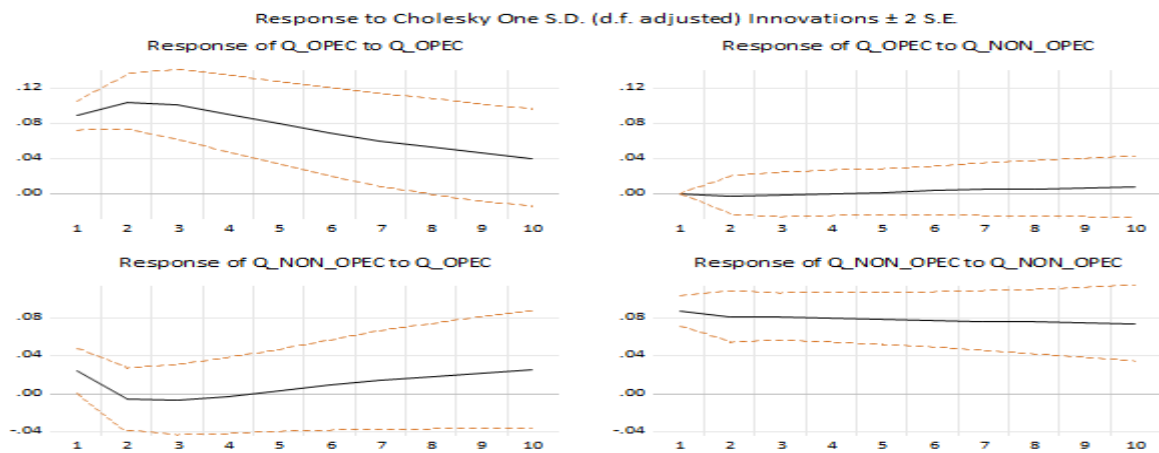 Response to Cholesky One S.D. (d.f. adjusted) Innovations ± 2 S.E.
Response of Q_OPEC to Q_OPEC
.12
.08
.04
.00
1 2 3 4 5 6 7 8 9 10
Response of Q_OPEC to Q_NON_OPEC
.12
.08
.04
.00
1 2 3 4 5 6 7 8 9 10
Response of Q_NON_OPEC to Q_OPEC
.08
.04
.00
-.04
1 2 3 4 5 6 7 8 9 10
Response of Q_NON_OPEC to Q_NON_OPEC
.08
.04
.00
-.04
1 2 3 4 5 6 7 8 9 10